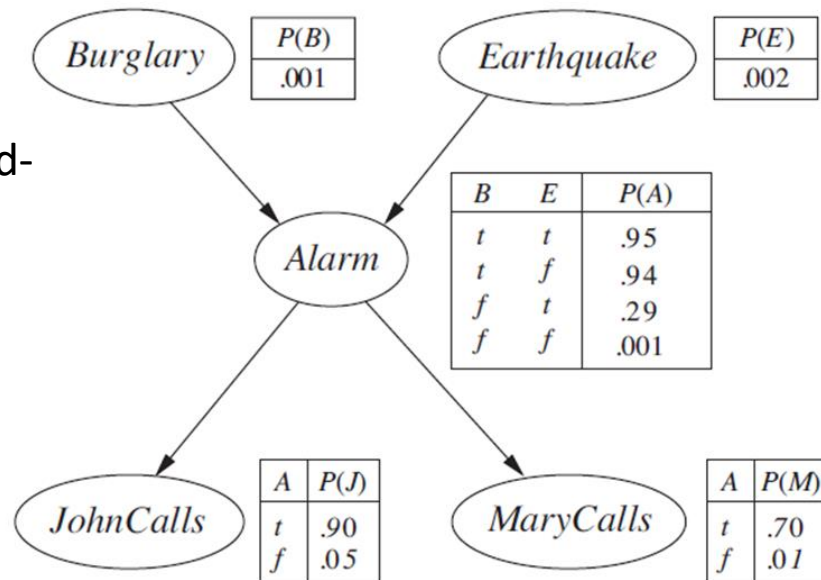 Burglary
P(B)
.001
Earthquake
P(E)
.002
d-
Alarm
B E P(A)
t t .95
t f .94
f t .29
f f .001
JohnCalls
A P(J)
t .90
f .05
MaryCalls
A P(M)
t .70
f .01